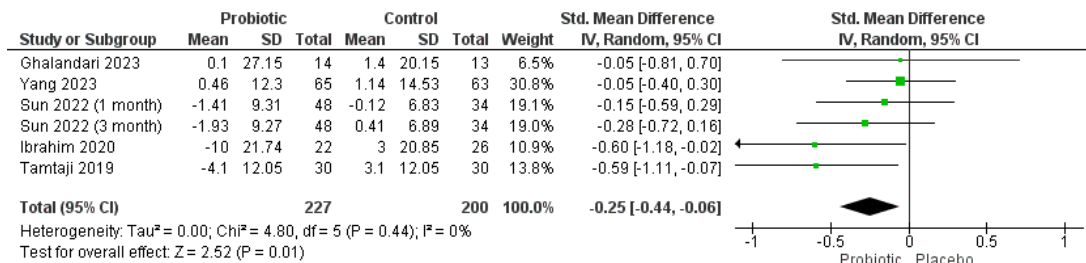 Probiotic Control Std. Mean Difference Std. Mean Difference
Study or Subgroup Mean SD Total Mean SD Total Weight IV, Random, 95% CI IV, Random, 95% CI
Ghalandari 2023 0.1 27.15 14 1.4 20.15 13 6.5% -0.05 [-0.81, 0.70]
Yang 2023 0.46 12.3 65 1.14 14.53 63 30.8% -0.05 [-0.40, 0.30]
Sun 2022 (1 month) -1.41 9.31 48 -0.12 6.83 34 19.1% -0.15 [-0.59, 0.29]
Sun 2022 (3 month) -1.93 9.27 48 0.41 6.89 34 19.0% -0.28 [-0.72, 0.16]
Ibrahim 2020 -10 21.74 22 3 20.85 26 10.9% -0.60 [-1.18, -0.02]
Tamtaji 2019 -4.1 12.05 30 3.1 12.05 30 13.8% -0.59 [-1.11, -0.07]
Total (95% CI) 227 200 100.0% -0.25 [-0.44, -0.06]
Heterogeneity: Tau² = 0.00; Chi² = 4.80, df = 5 (P = 0.44); I² = 0%
Test for overall effect: Z = 2.52 (P = 0.01)
-1 -0.5 0 0.5 1
Probiotic Placebo